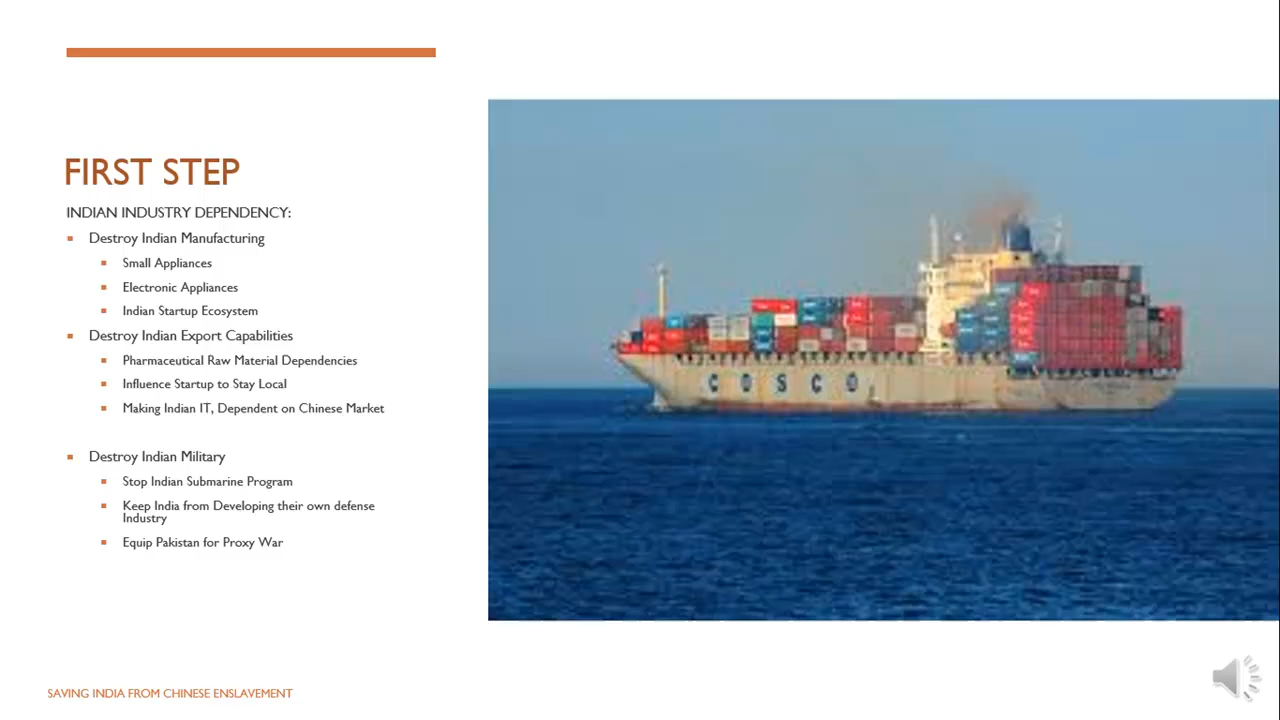 FIRST STEP
INDIAN INDUSTRY DEPENDENCY:
Destroy Indian Manufacturing
Small Appliances
Electronic Appliances
Indian Startup Ecosystem
Destroy Indian Export Capabilities
Pharmaceutical Raw Material Dependencies
Influence Startup to Stay Local
Making Indian IT, Dependent on Chinese Market
Destroy Indian Military
Stop Indian Submarine Program
Keep India from Developing their own defense
Industry
Equip Pakistan for Proxy War
COSCO
SAVING INDIA FROM CHINESE ENSLAVEMENT